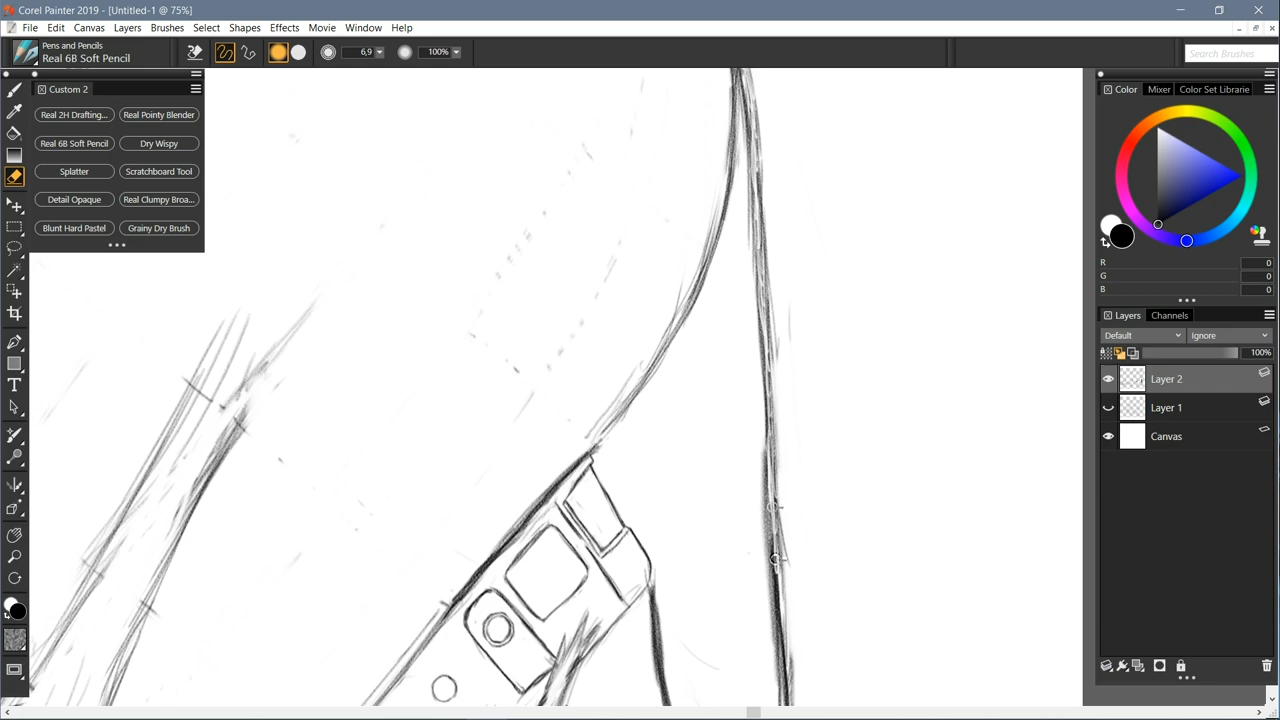 Corel Painter 2019 - [Untitled-1 @ 75%]
File Edit Canvas Layers Brushes Select Shapes Effects Movie Window Help
Pens and Pencils
Real 6B Soft Pencil
6,9
100%
Search Brushes
Custom 2
Real 2H Drafting... Real Pointy Blender
Real 6B Soft Pencil Dry Wispy
Splatter Scratchboard Tool
Detail Opaque Real Clumpy Broa...
Blunt Hard Pastel Grainy Dry Brush
Color Mixer Color Set Librarie
R 0
G 0
B 0
Layers Channels
Default Ignore
100%
Layer 2
Layer 1
Canvas